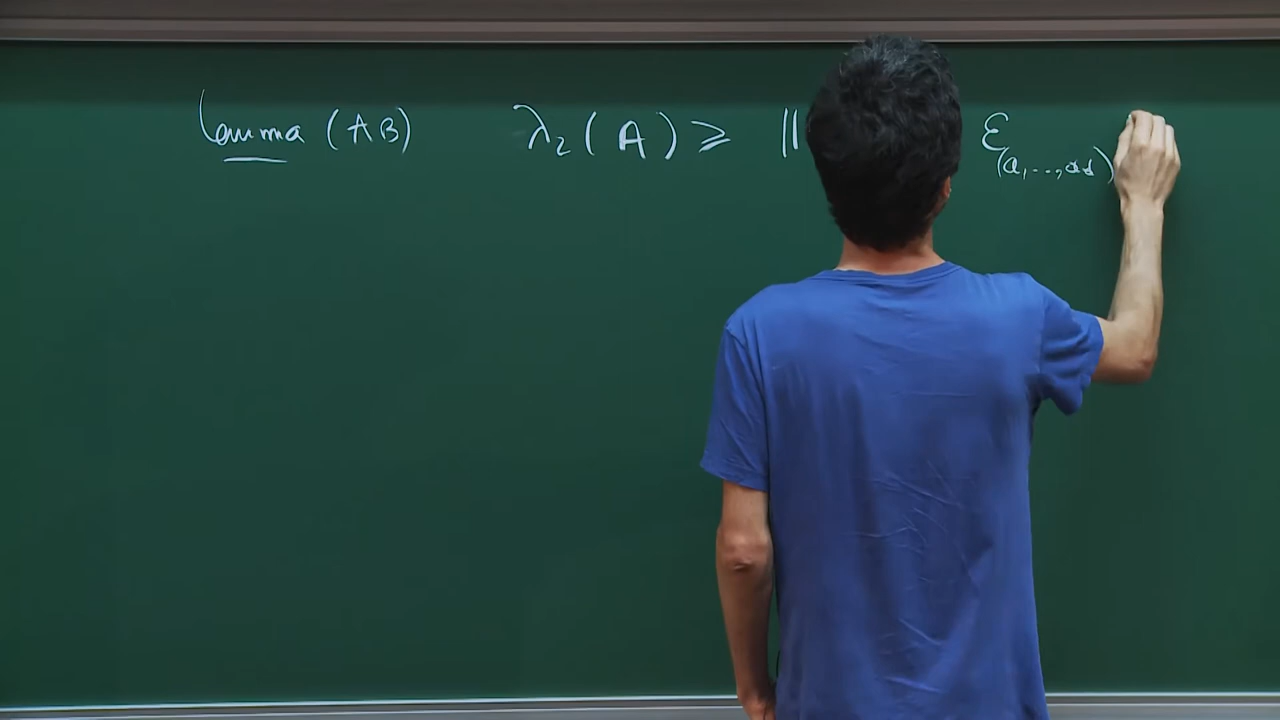 Lemma (AB) λ₂(A) ≥ || ε₍ₐ₁,...,ₐd₎